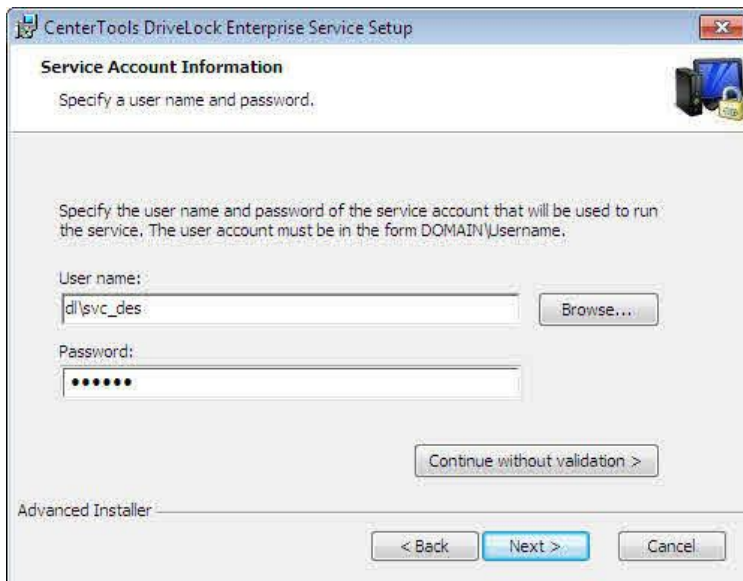 CenterTools DriveLock Enterprise Service Setup
Service Account Information
Specify a user name and password.
Specify the user name and password of the service account that will be used to run
the service. The user account must be in the form DOMAIN\Username.
User name:
dl\svc_des
Browse...
Password:
••••••
Continue without validation >
Advanced Installer
< Back
Next >
Cancel